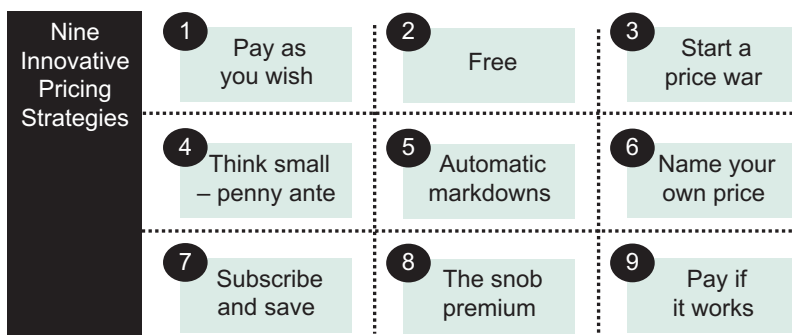 Nine
Innovative
Pricing
Strategies
1
Pay as
you wish
2
Free
3
Start a
price war
4
Think small
– penny ante
5
Automatic
markdowns
6
Name your
own price
7
Subscribe
and save
8
The snob
premium
9
Pay if
it works